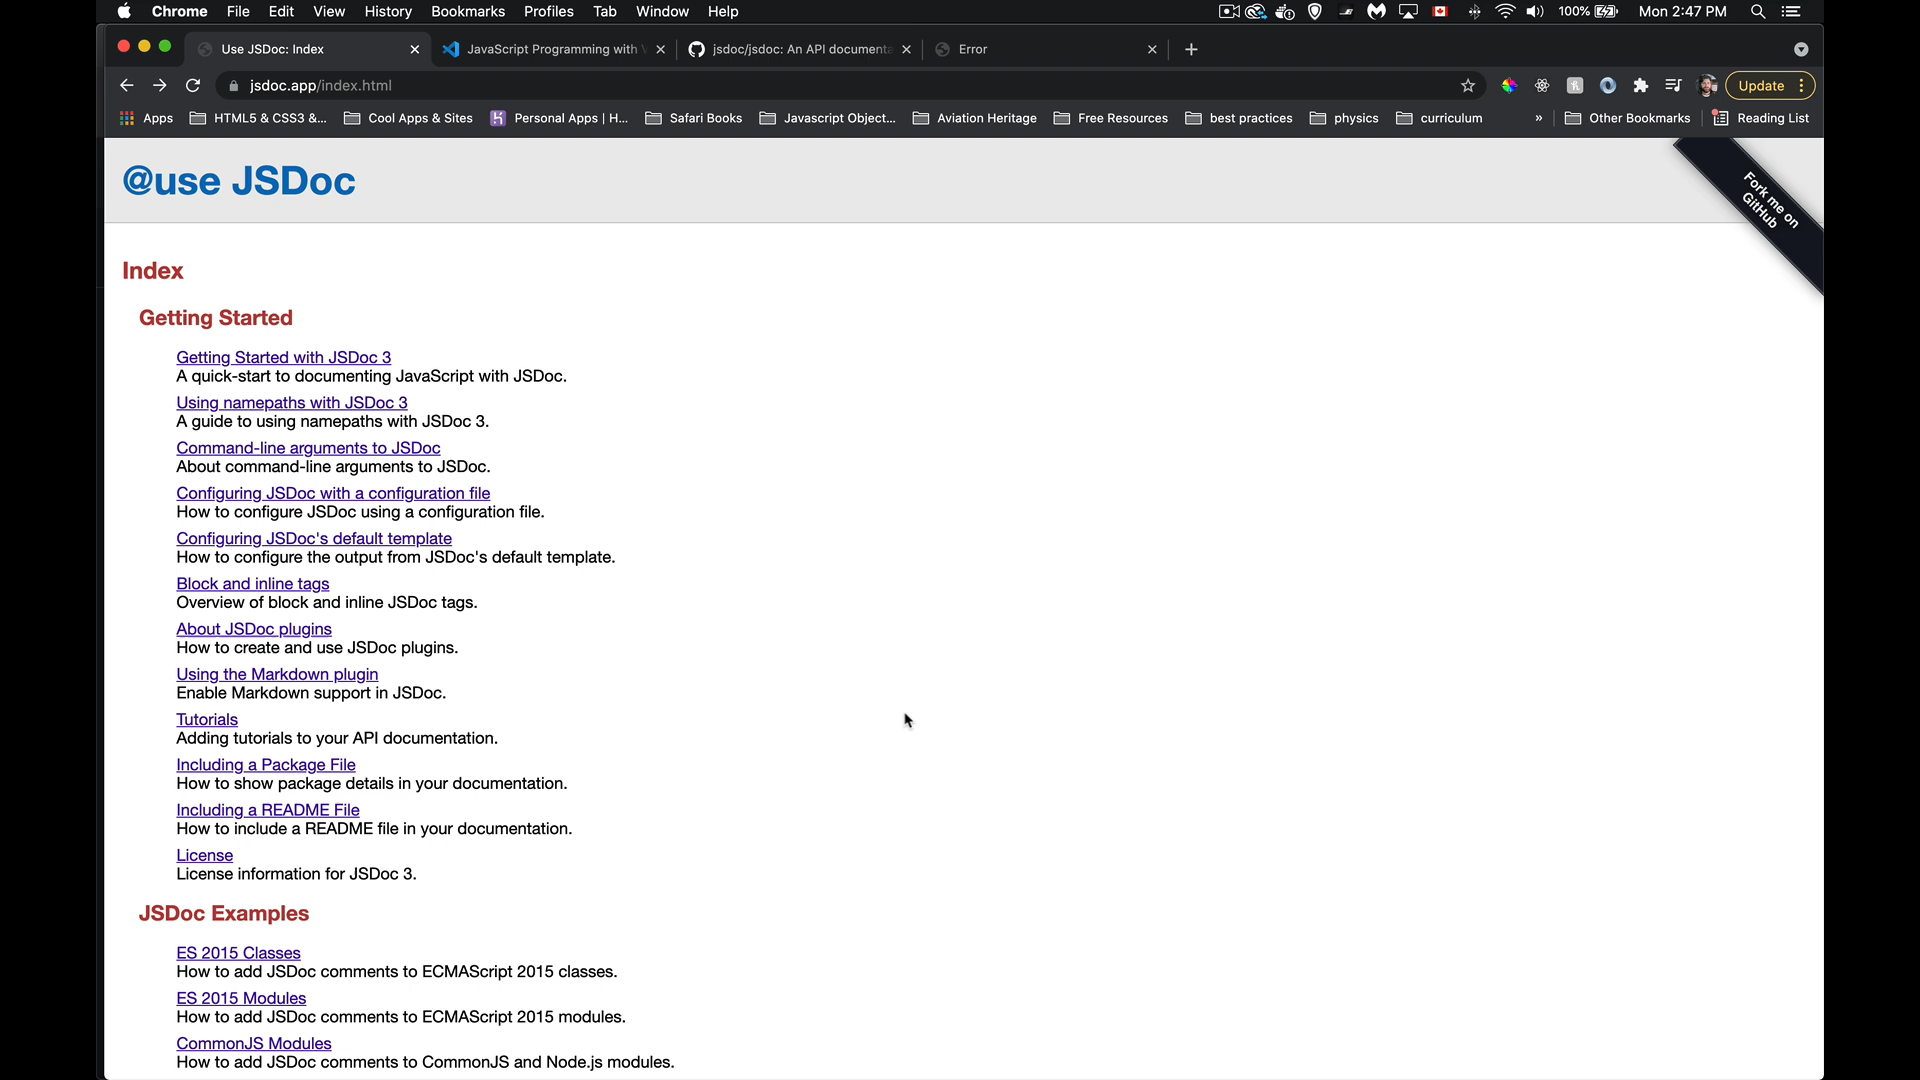 Chrome File Edit View History Bookmarks Profiles Tab Window Help 100% Mon 2:47 PM
Use JSDoc: Index JavaScript Programming with jsdoc/jsdoc: An API documenta Error
jsdoc.app/index.html Update
Apps HTML5 & CSS3 &... Cool Apps & Sites Personal Apps | H... Safari Books Javascript Object... Aviation Heritage Free Resources best practices physics curriculum » Other Bookmarks Reading List
@use JSDoc
Fork me on
GitHub
Index
Getting Started
Getting Started with JSDoc 3
A quick-start to documenting JavaScript with JSDoc.
Using namepaths with JSDoc 3
A guide to using namepaths with JSDoc 3.
Command-line arguments to JSDoc
About command-line arguments to JSDoc.
Configuring JSDoc with a configuration file
How to configure JSDoc using a configuration file.
Configuring JSDoc's default template
How to configure the output from JSDoc's default template.
Block and inline tags
Overview of block and inline JSDoc tags.
About JSDoc plugins
How to create and use JSDoc plugins.
Using the Markdown plugin
Enable Markdown support in JSDoc.
Tutorials
Adding tutorials to your API documentation.
Including a Package File
How to show package details in your documentation.
Including a README File
How to include a README file in your documentation.
License
License information for JSDoc 3.
JSDoc Examples
ES 2015 Classes
How to add JSDoc comments to ECMAScript 2015 classes.
ES 2015 Modules
How to add JSDoc comments to ECMAScript 2015 modules.
CommonJS Modules
How to add JSDoc comments to CommonJS and Node.js modules.